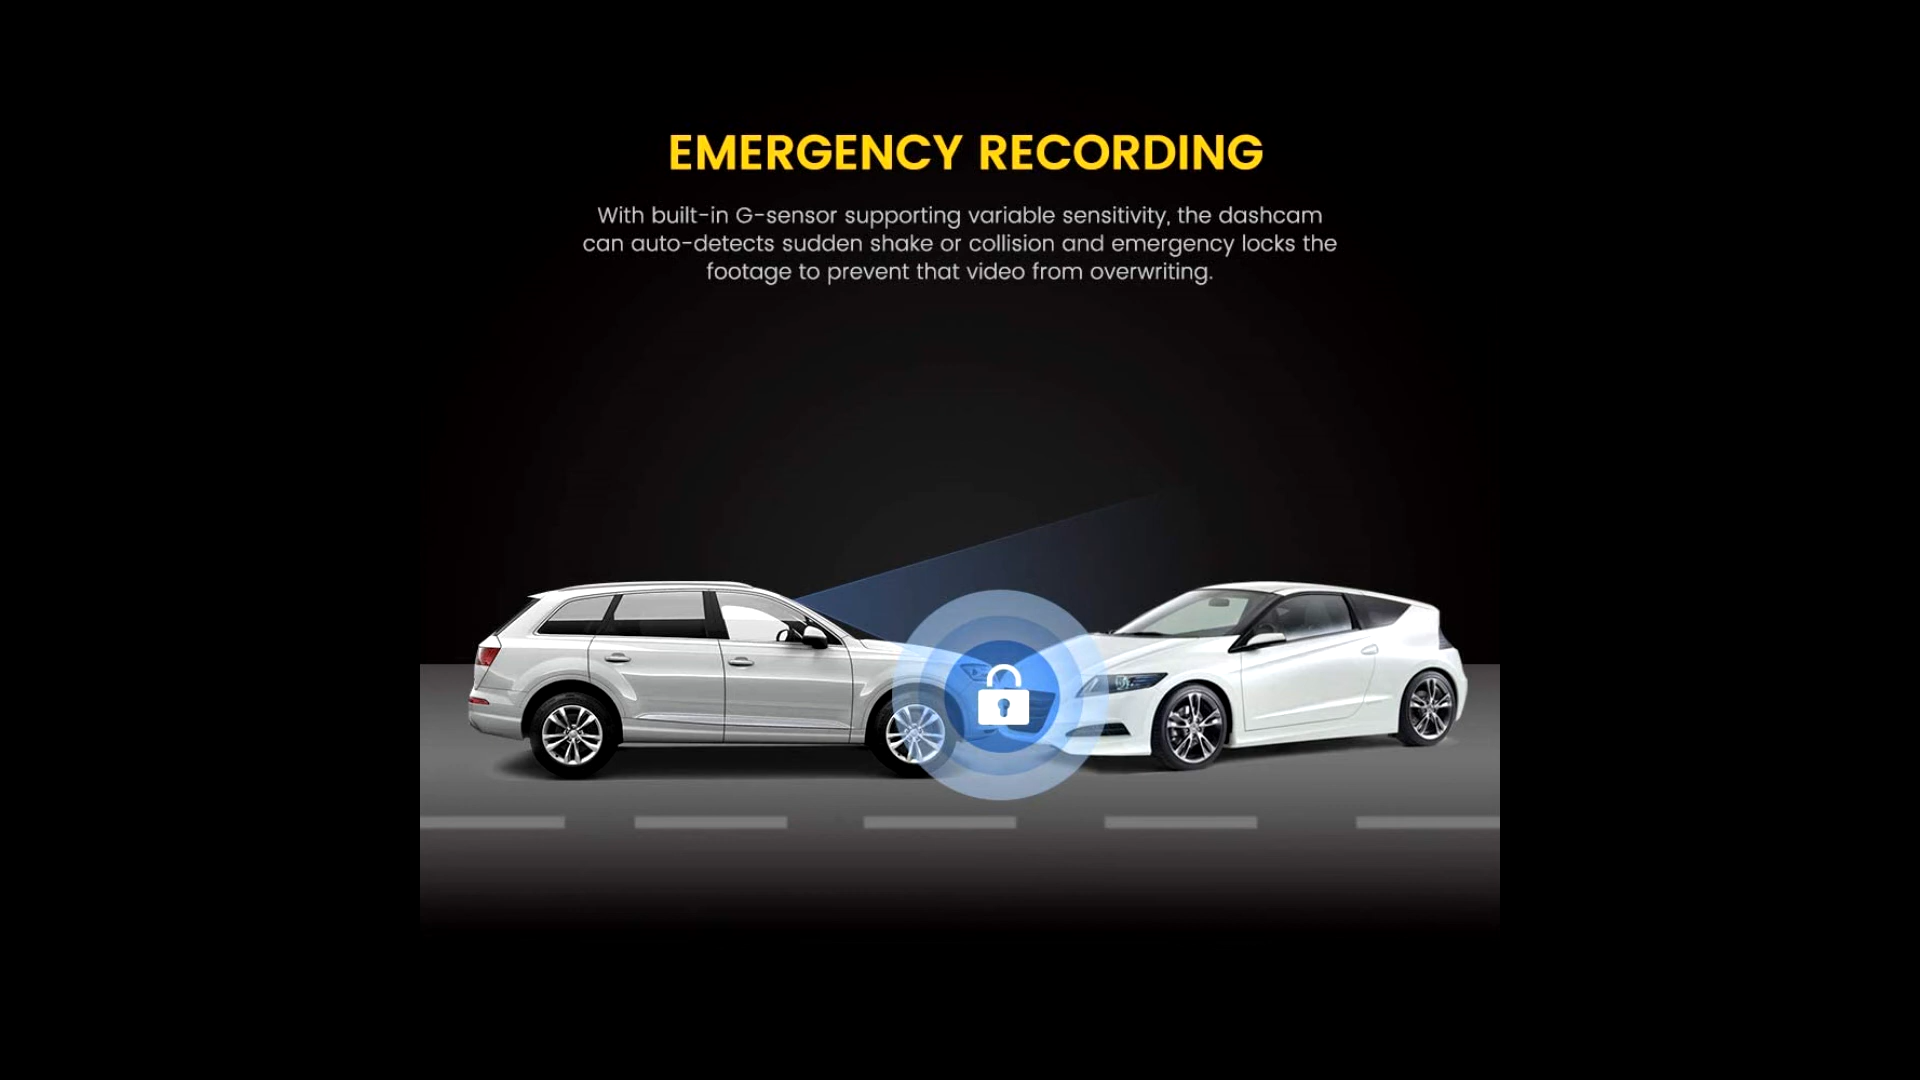 EMERGENCY RECORDING
With built-in G-sensor supporting variable sensitivity, the dashcam
can auto-detects sudden shake or collision and emergency locks the
footage to prevent that video from overwriting.